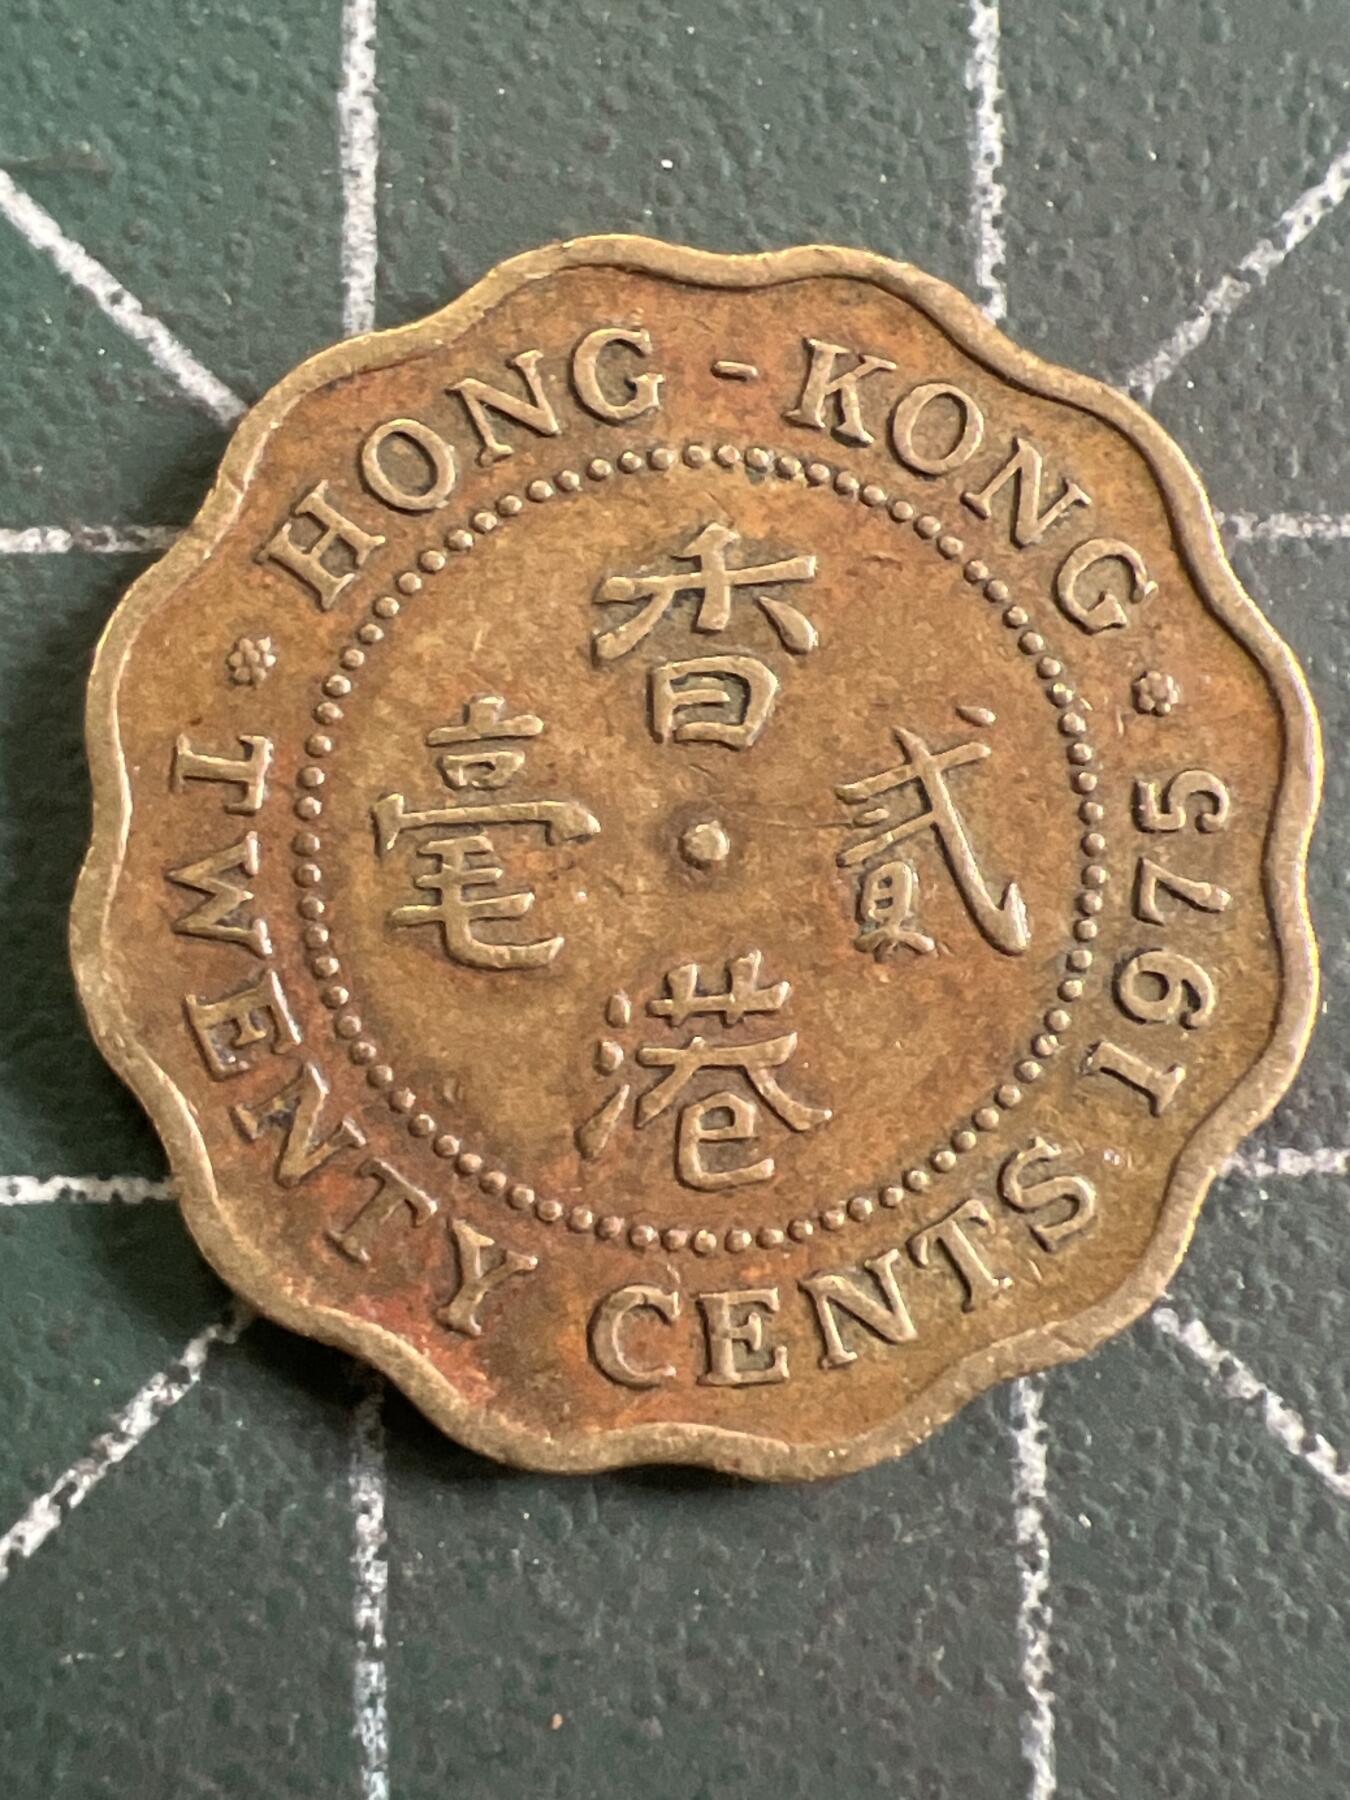 HONG - KONG
1975
TWENTY CENTS
香
港
貳
毫